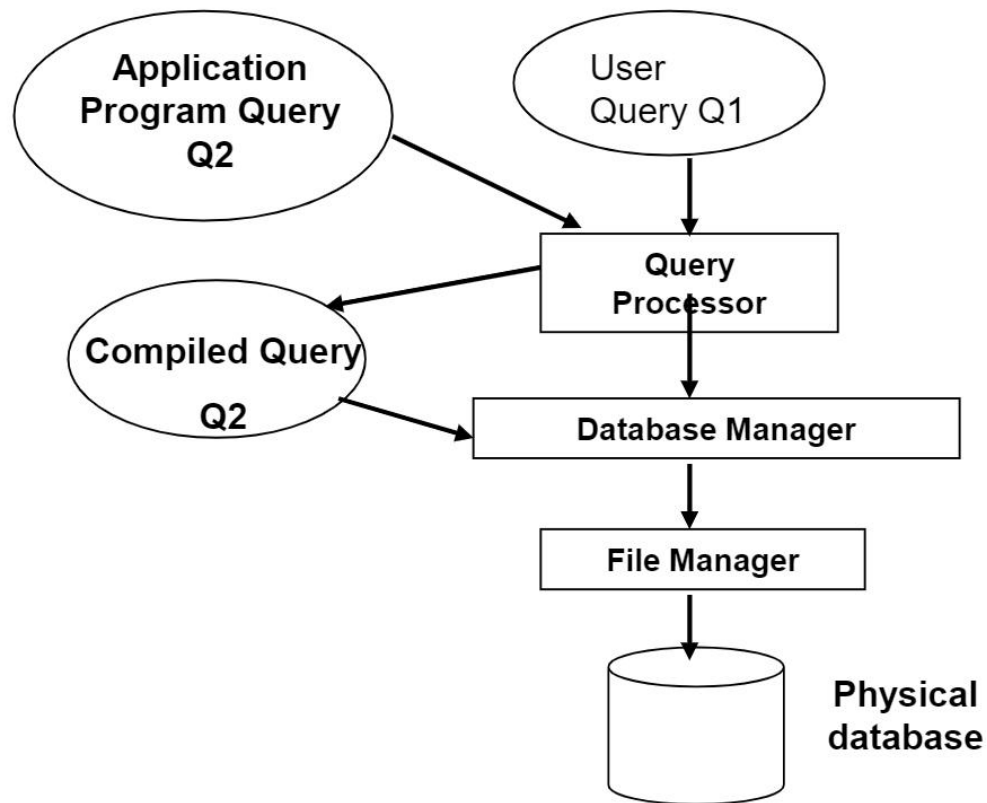 Application
Program Query
Q2
User
Query Q1
Query
Processor
Compiled Query
Q2
Database Manager
File Manager
Physical
database